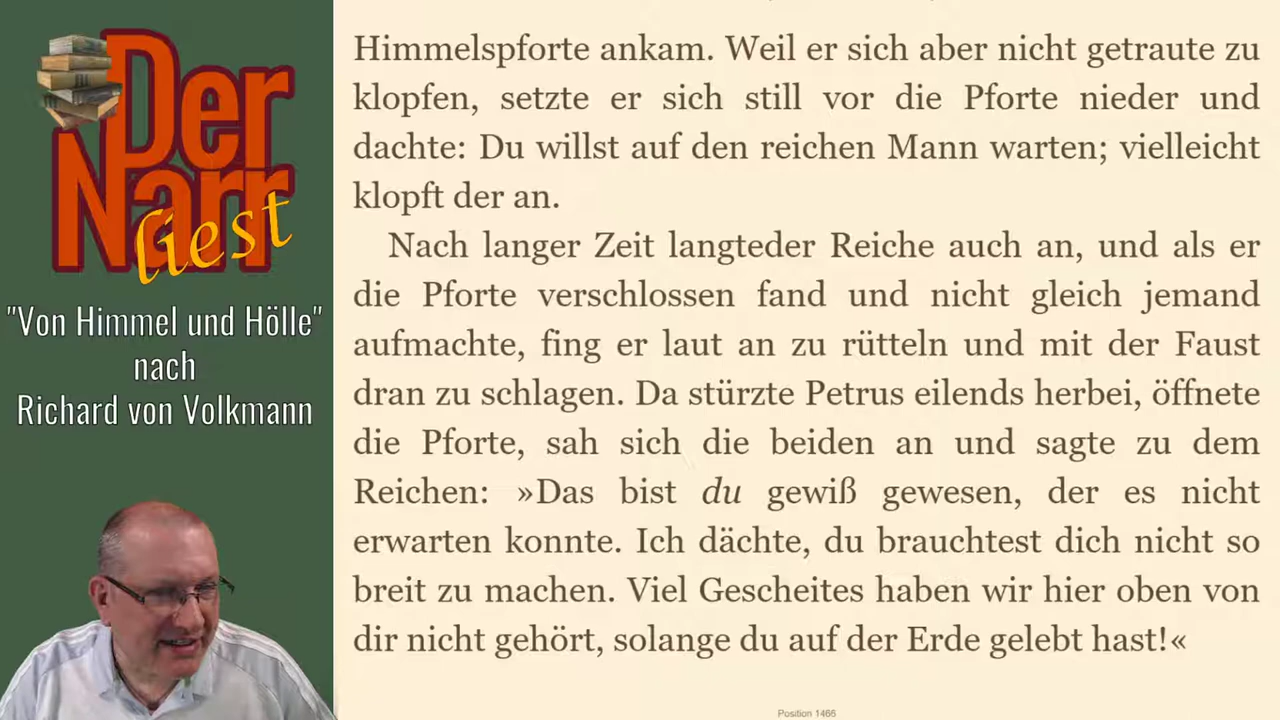 Der
Narr
liest
"Von Himmel und Hölle"
nach
Richard von Volkmann
Himmelspforte ankam. Weil er sich aber nicht getraute zu
klopfen, setzte er sich still vor die Pforte nieder und
dachte: Du willst auf den reichen Mann warten; vielleicht
klopft der an.
Nach langer Zeit langteder Reiche auch an, und als er
die Pforte verschlossen fand und nicht gleich jemand
aufmachte, fing er laut an zu rütteln und mit der Faust
dran zu schlagen. Da stürzte Petrus eilends herbei, öffnete
die Pforte, sah sich die beiden an und sagte zu dem
Reichen: »Das bist du gewiß gewesen, der es nicht
erwarten konnte. Ich dächte, du brauchtest dich nicht so
breit zu machen. Viel Gescheites haben wir hier oben von
dir nicht gehört, solange du auf der Erde gelebt hast!«
Position 1466